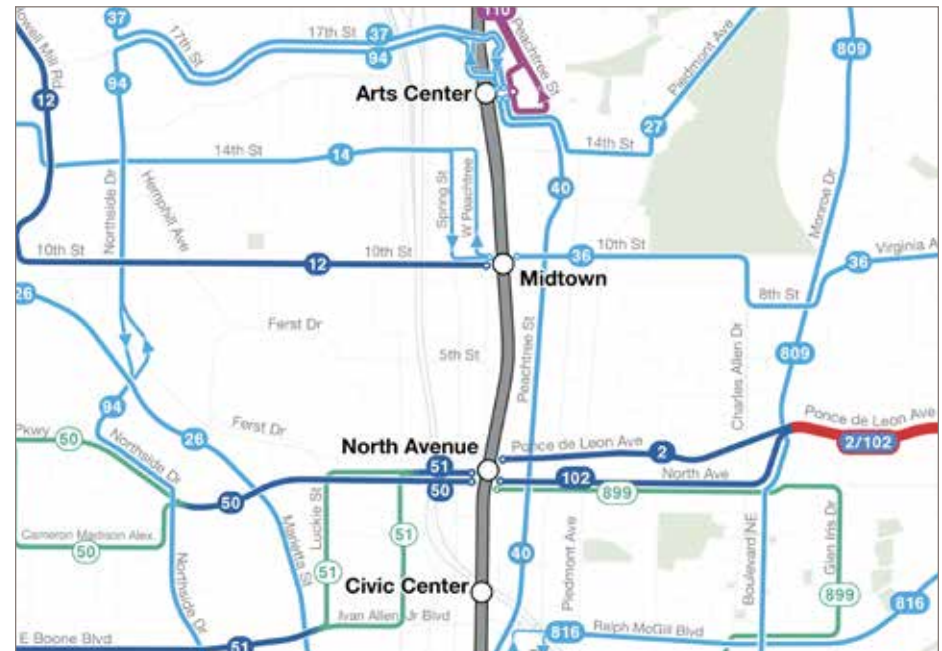 110
37
17th St
17th St
37
94
Peachtree St
Piedmont Ave
809
Howell Mill Rd
12
94
Arts Center
27
14th St
14th St
14
40
Northside Dr
Hemphill Ave
Spring St
W Peachtree
Monroe Dr
10th St
12
10th St
10th St
36
Virginia A
36
Midtown
8th St
26
Ferst Dr
5th St
Peachtree St
Charles Allen Dr
809
94
Ferst Dr
Ponce de Leon Ave
Pkwy
50
Northside Dr
26
North Avenue
Ponce de Leon Ave
2
2/102
51
50
50
102
North Ave
899
Luckie St
Marietta St
51
51
Cameron Madison Alex.
50
Northside Dr
40
Piedmont Ave
Boulevard NE
Glen Iris Dr
899
Civic Center
Ivan Allen Jr Blvd
816
816
Ralph McGill Blvd
E Boone Blvd
51